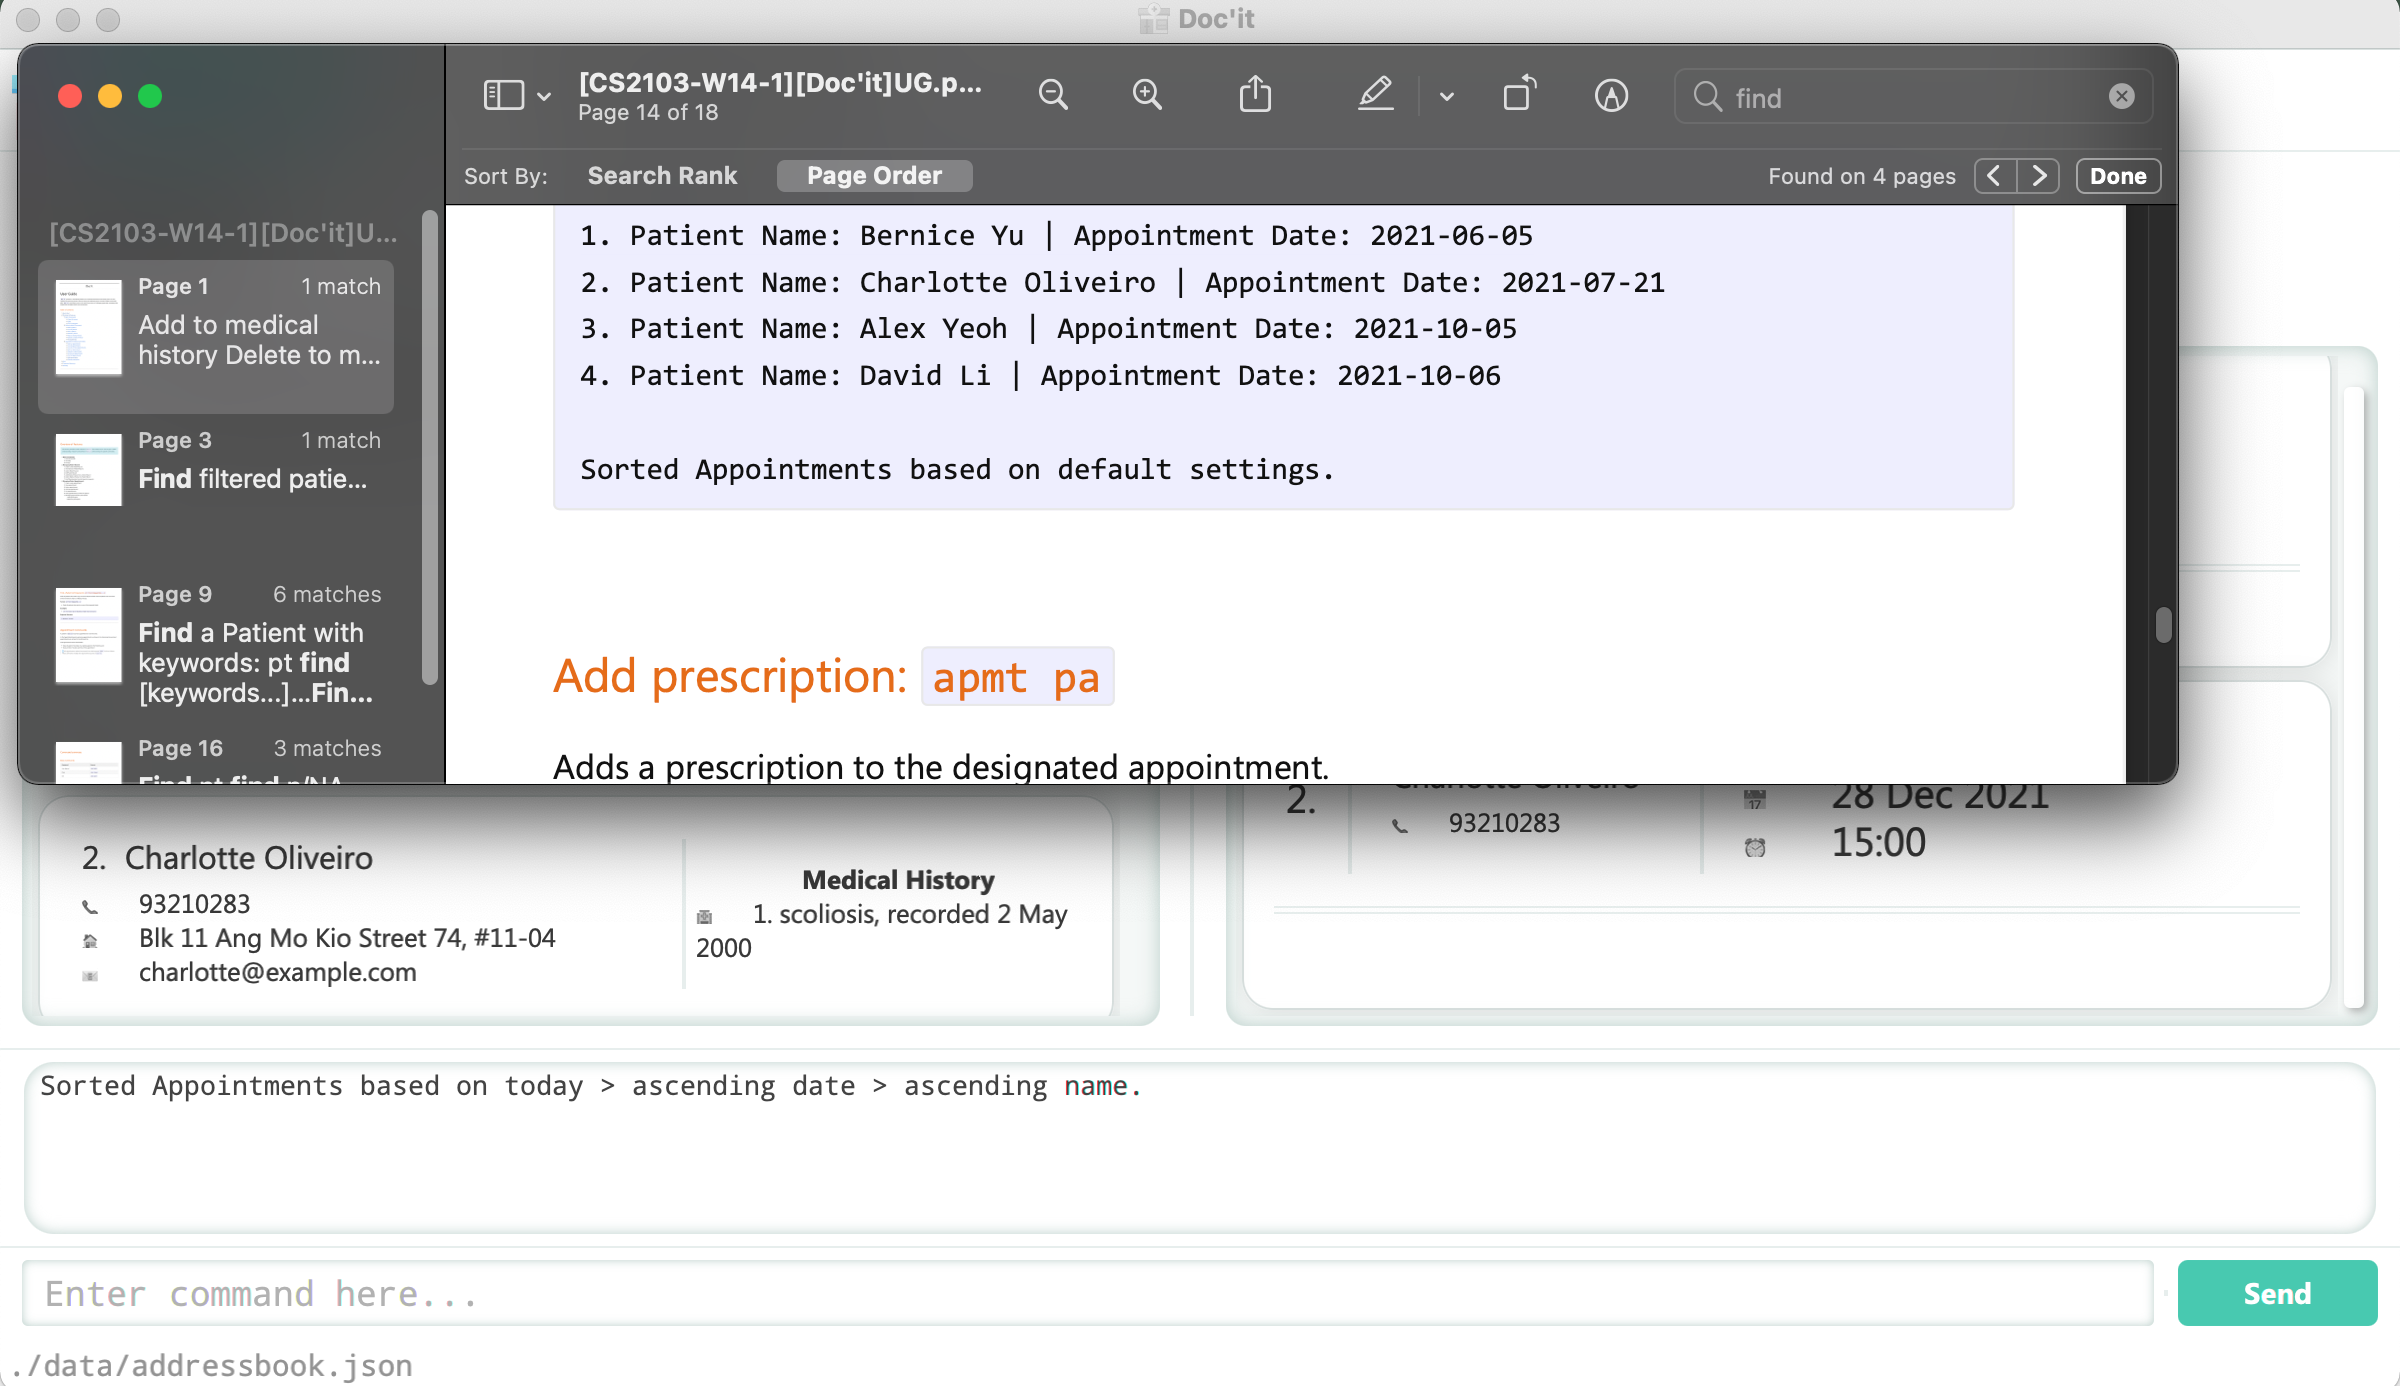 Doc'it
[CS2103-W14-1][Doc'it]UG.p...
Page 14 of 18
find
Sort By:
Search Rank
Page Order
Found on 4 pages
Done
[CS2103-W14-1][Doc'it]U...
Page 1
1 match
Add to medical
history Delete to m...
Page 3
1 match
Find filtered patie...
Page 9
6 matches
Find a Patient with
keywords: pt find
[keywords...]...Fin...
Page 16
3 matches
Find pt find p/NA
1. Patient Name: Bernice Yu | Appointment Date: 2021-06-05
2. Patient Name: Charlotte Oliveiro | Appointment Date: 2021-07-21
3. Patient Name: Alex Yeoh | Appointment Date: 2021-10-05
4. Patient Name: David Li | Appointment Date: 2021-10-06
Sorted Appointments based on default settings.
Add prescription: apmt pa
Adds a prescription to the designated appointment.
2. Charlotte Oliveiro
93210283
Blk 11 Ang Mo Kio Street 74, #11-04
charlotte@example.com
Medical History
1. scoliosis, recorded 2 May
2000
2.
Charlotte Oliveiro
93210283
28 Dec 2021
15:00
Sorted Appointments based on today > ascending date > ascending name.
Enter command here...
Send
./data/addressbook.json